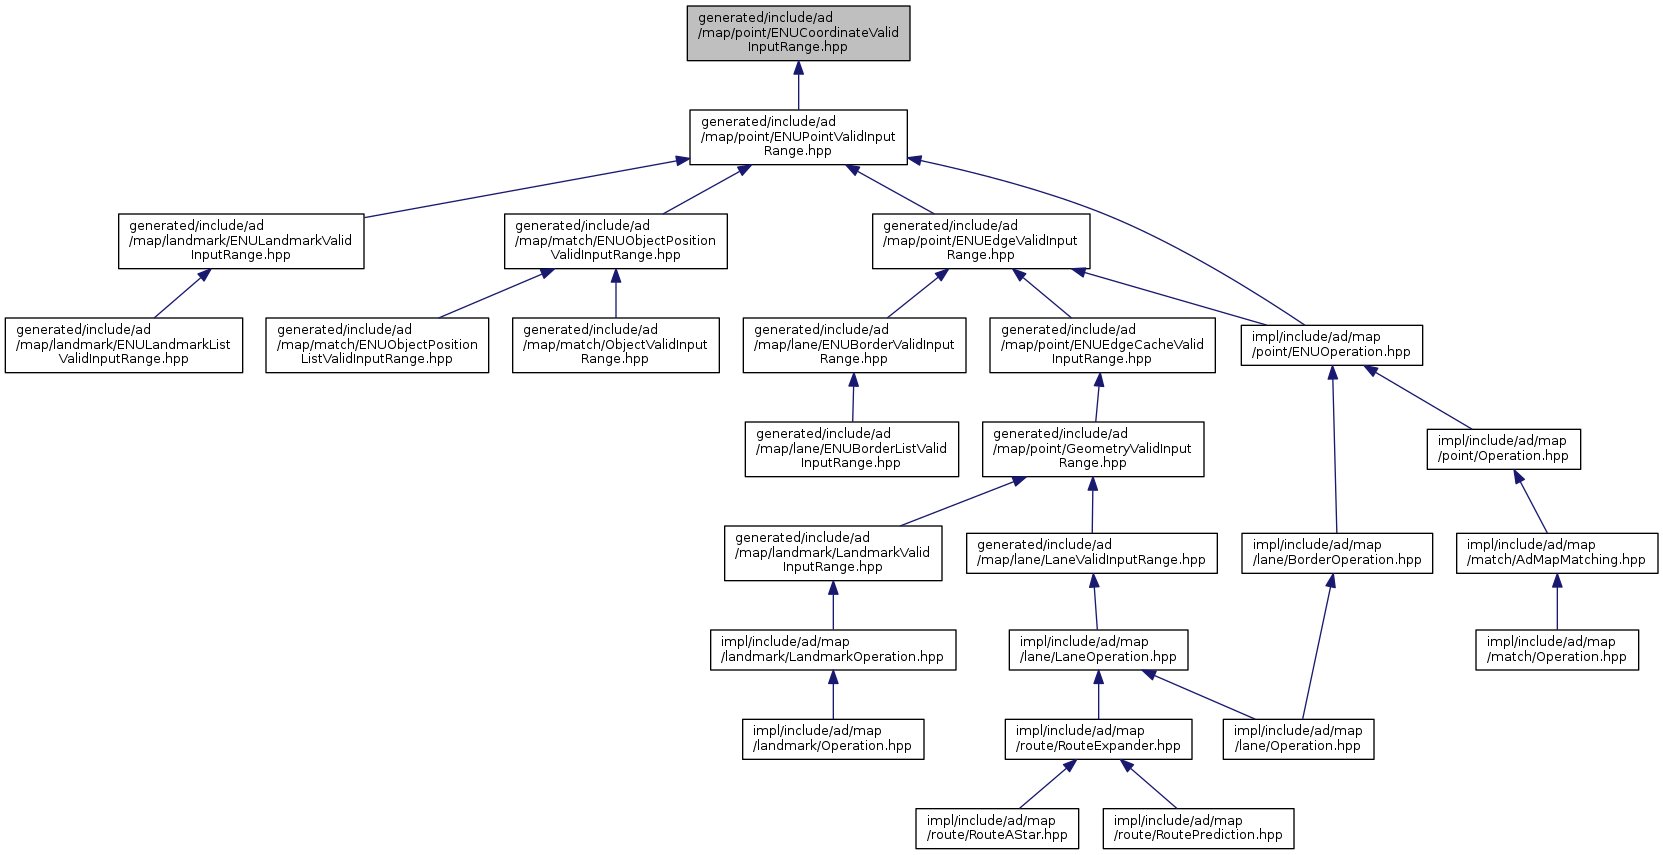 generated/include/ad
/map/point/ENUCoordinateValid
InputRange.hpp
generated/include/ad
/map/point/ENUPointValidInput
Range.hpp
generated/include/ad
/map/landmark/ENULandmarkValid
InputRange.hpp
generated/include/ad
/map/match/ENUObjectPosition
ValidInputRange.hpp
generated/include/ad
/map/point/ENUEdgeValidInput
Range.hpp
generated/include/ad
/map/landmark/ENULandmarkList
ValidInputRange.hpp
generated/include/ad
/map/match/ENUObjectPosition
ListValidInputRange.hpp
generated/include/ad
/map/match/ObjectValidInput
Range.hpp
generated/include/ad
/map/lane/ENUBorderValidInput
Range.hpp
generated/include/ad
/map/point/ENUEdgeCacheValid
InputRange.hpp
impl/include/ad/map
/point/ENUOperation.hpp
generated/include/ad
/map/lane/ENUBorderListValid
InputRange.hpp
generated/include/ad
/map/point/GeometryValidInput
Range.hpp
impl/include/ad/map
/point/Operation.hpp
generated/include/ad
/map/landmark/LandmarkValid
InputRange.hpp
generated/include/ad
/map/lane/LaneValidInputRange.hpp
impl/include/ad/map
/lane/BorderOperation.hpp
impl/include/ad/map
/match/AdMapMatching.hpp
impl/include/ad/map
/landmark/LandmarkOperation.hpp
impl/include/ad/map
/lane/LaneOperation.hpp
impl/include/ad/map
/match/Operation.hpp
impl/include/ad/map
/landmark/Operation.hpp
impl/include/ad/map
/route/RouteExpander.hpp
impl/include/ad/map
/lane/Operation.hpp
impl/include/ad/map
/route/RouteAStar.hpp
impl/include/ad/map
/route/RoutePrediction.hpp